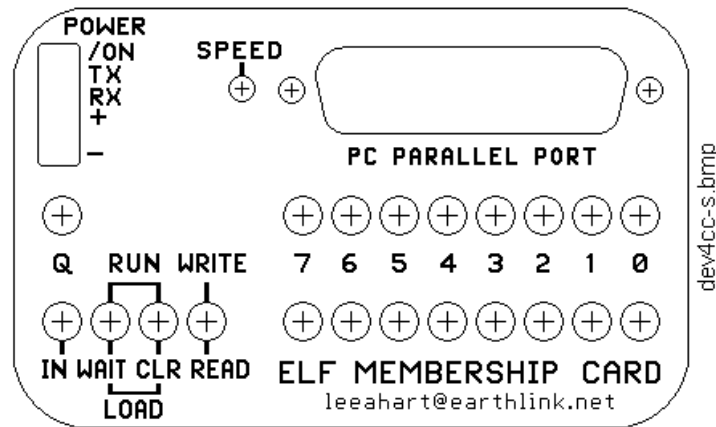 POWER
/ON
TX
RX
+
−
SPEED
PC PARALLEL PORT
Q RUN WRITE 7 6 5 4 3 2 1 0
IN WAIT CLR READ
LOAD
ELF MEMBERSHIP CARD
leeahart@earthlink.net
dev4cc-s.bmp